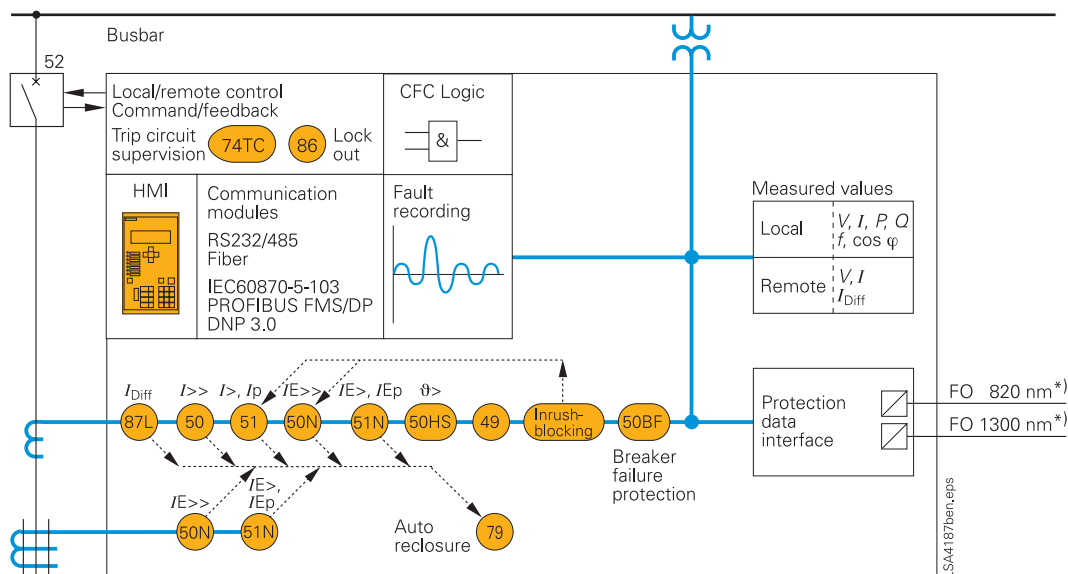 Busbar
52
Local/remote control
Command/feedback
Trip circuit
supervision
74TC
86
Lock
out
CFC Logic
&
HMI
Communication
modules
RS232/485
Fiber
IEC60870-5-103
PROFIBUS FMS/DP
DNP 3.0
Fault
recording
Measured values
Local
V, I, P, Q
f, cos φ
Remote
V, I
IDiff
IDiff
I>>
I>, Ip
IE>>
IE>, IEp
ϑ>
87L
50
51
50N
51N
50HS
49
Inrush-
blocking
50BF
Breaker
failure
protection
Protection
data
interface
FO 820 nm*)
FO 1300 nm*)
IE>>
IE>,
IEp
50N
51N
Auto
reclosure
79
LSA4187ben.eps